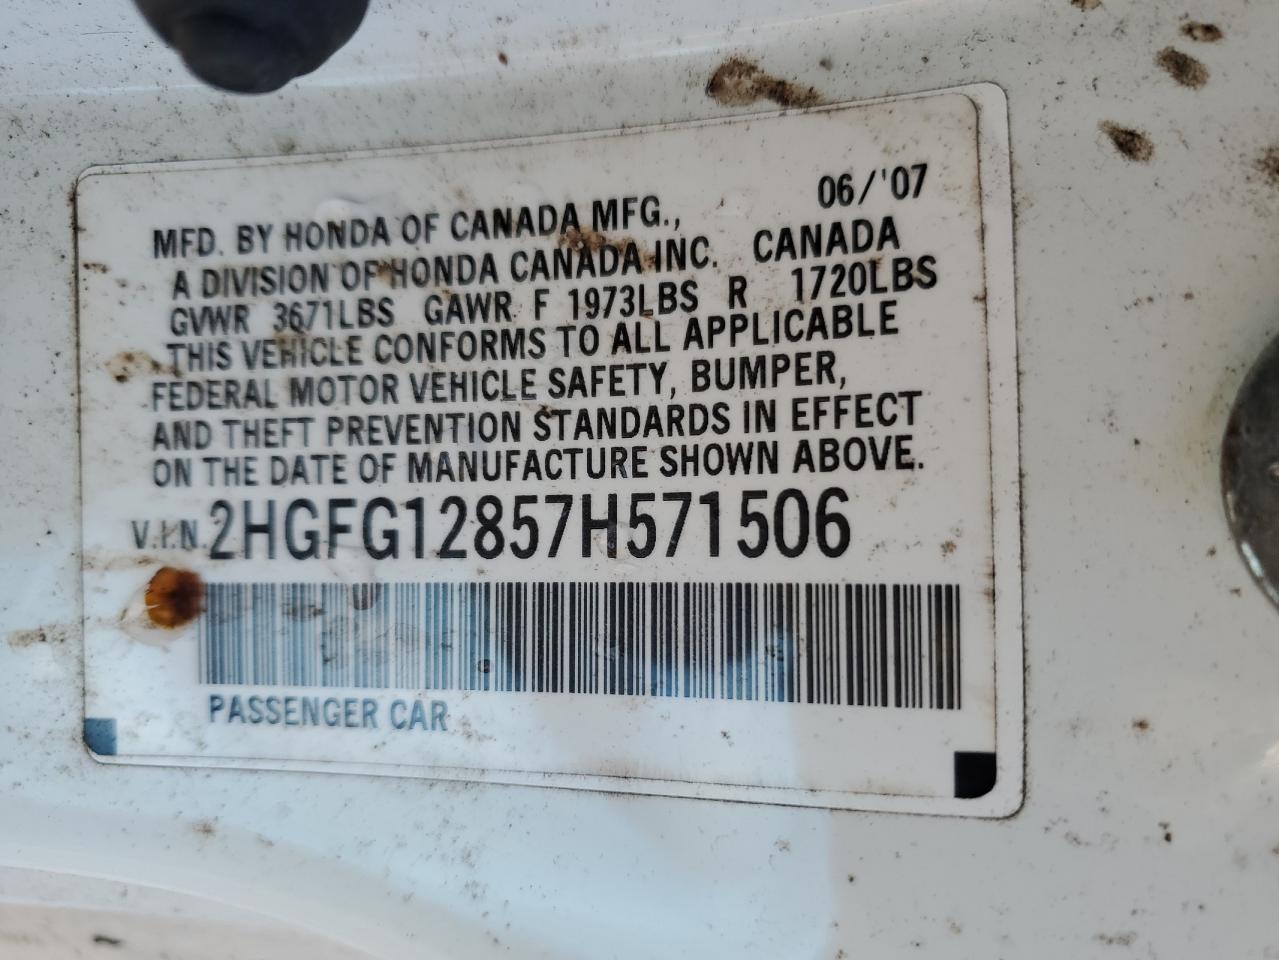 06/'07
MFD. BY HONDA OF CANADA MFG.,
A DIVISION OF HONDA CANADA INC. CANADA
GVWR 3671LBS GAWR F 1973LBS R 1720LBS
THIS VEHICLE CONFORMS TO ALL APPLICABLE
FEDERAL MOTOR VEHICLE SAFETY, BUMPER,
AND THEFT PREVENTION STANDARDS IN EFFECT
ON THE DATE OF MANUFACTURE SHOWN ABOVE.
V.I.N. 2HGFG12857H571506
PASSENGER CAR